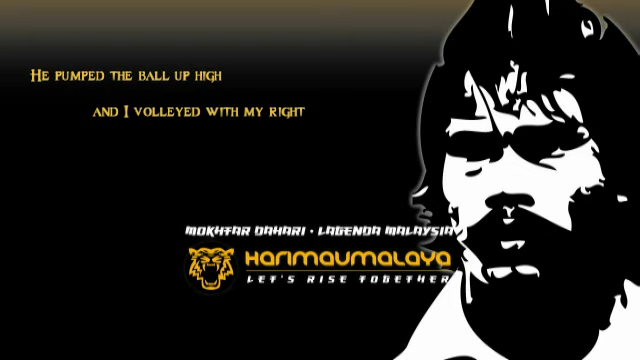 He pumped the ball up high
and I volleyed with my right
MOKHTAR DAHARI · LAGENDA MALAYSIA
HARIMAUMALAYA
LET'S RISE TOGETHER